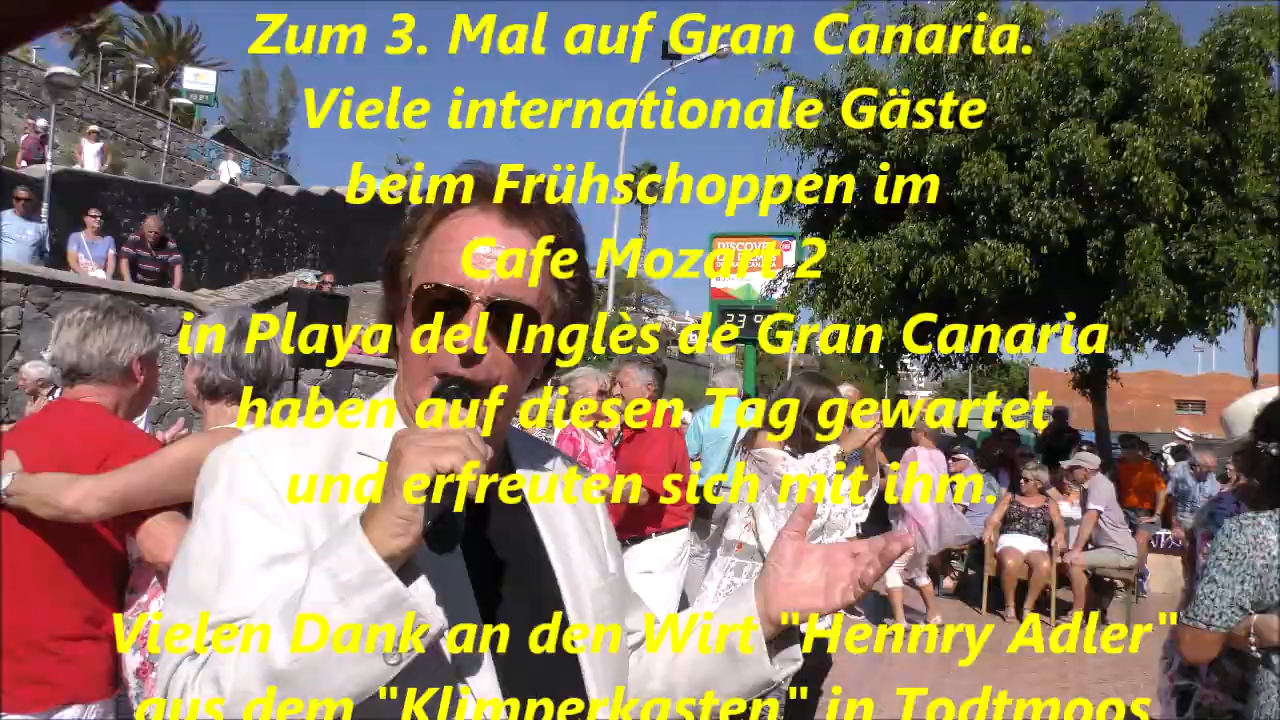 Zum 3. Mal auf Gran Canaria.
Viele internationale Gäste
beim Frühschoppen im
Cafe Mozart 2
in Playa del Inglès de Gran Canaria
haben auf diesen Tag gewartet
und erfreuten sich mit ihm.
Vielen Dank an den Wirt "Hennry Adler"
aus dem "Klimperkasten" in Todtmoos
DISCOVER
23°